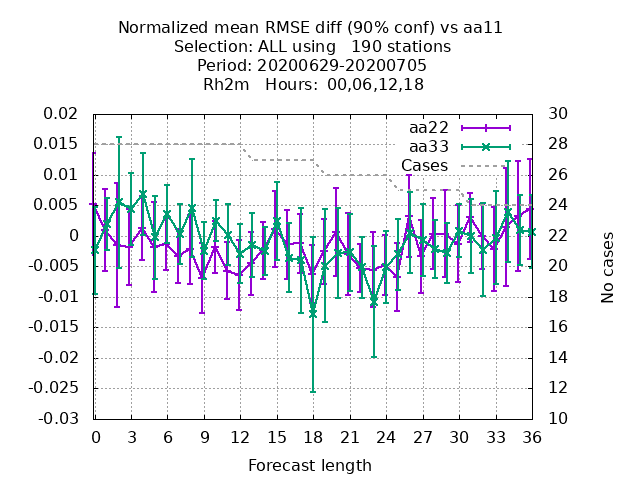 Normalized mean RMSE diff (90% conf) vs aa11
Selection: ALL using   190 stations
Period: 20200629-20200705
Rh2m   Hours:  00,06,12,18
0.02
0.015
0.01
0.005
0
-0.005
-0.01
-0.015
-0.02
-0.025
-0.03
aa22
aa33
Cases
30
28
26
24
22
20
18
16
14
12
10
No cases
0 3 6 9 12 15 18 21 24 27 30 33 36
Forecast length